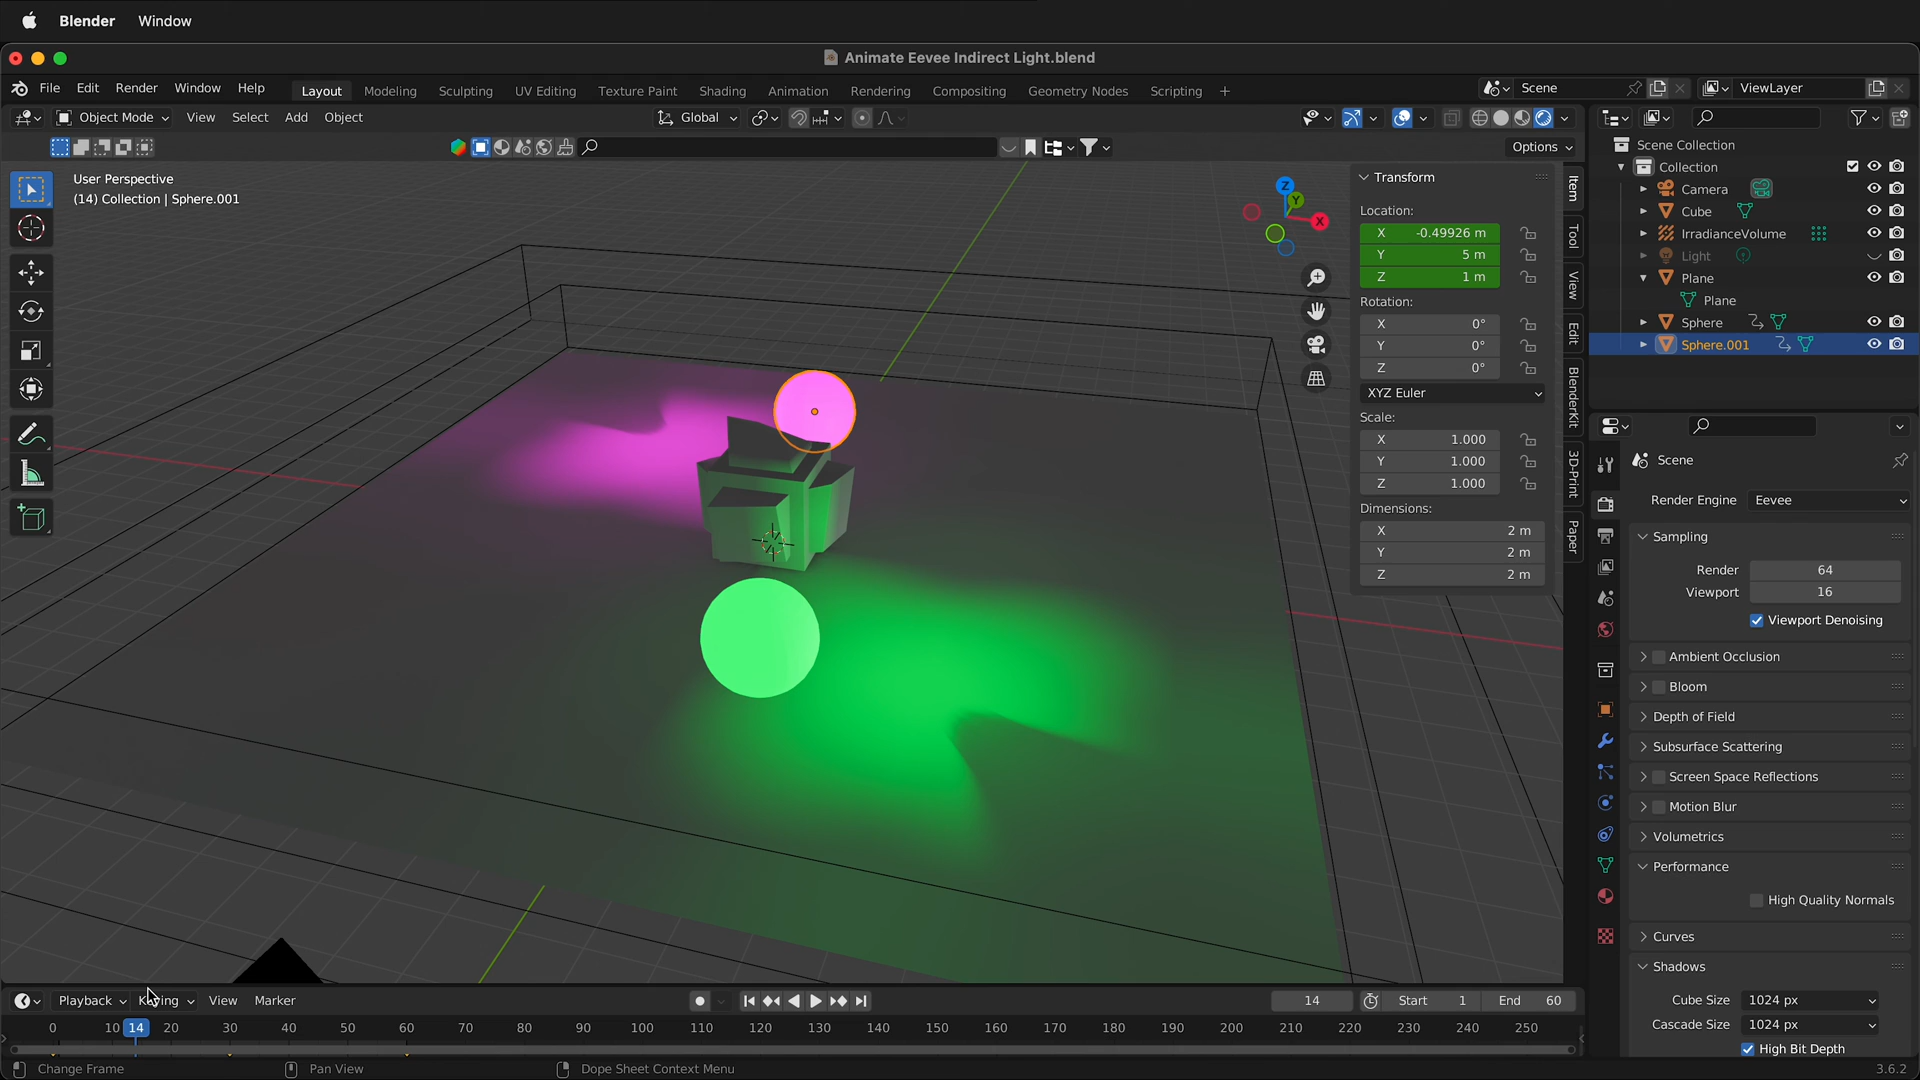 Blender Window
Animate Eevee Indirect Light.blend
File Edit Render Window Help Layout Modeling Sculpting UV Editing Texture Paint Shading Animation Rendering Compositing Geometry Nodes Scripting + Scene ViewLayer
Object Mode View Select Add Object Global
Options
User Perspective
(14) Collection | Sphere.001
Z
Y
X
Transform
Location:
X -0.49926 m
Y 5 m
Z 1 m
Rotation:
X 0°
Y 0°
Z 0°
XYZ Euler
Scale:
X 1.000
Y 1.000
Z 1.000
Dimensions:
X 2 m
Y 2 m
Z 2 m
Item
Tool
View
Edit
BlenderKit
3D-Print
Paper
Scene Collection
Collection
Camera
Cube
IrradianceVolume
Light
Plane
Plane
Sphere
Sphere.001
Scene
Render Engine Eevee
Sampling
Render 64
Viewport 16
Viewport Denoising
Ambient Occlusion
Bloom
Depth of Field
Subsurface Scattering
Screen Space Reflections
Motion Blur
Volumetrics
Performance
High Quality Normals
Curves
Shadows
Cube Size 1024 px
Cascade Size 1024 px
High Bit Depth
Playback Keying View Marker 14 Start 1 End 60
0 10 14 20 30 40 50 60 70 80 90 100 110 120 130 140 150 160 170 180 190 200 210 220 230 240 250
Change Frame Pan View Dope Sheet Context Menu 3.6.2